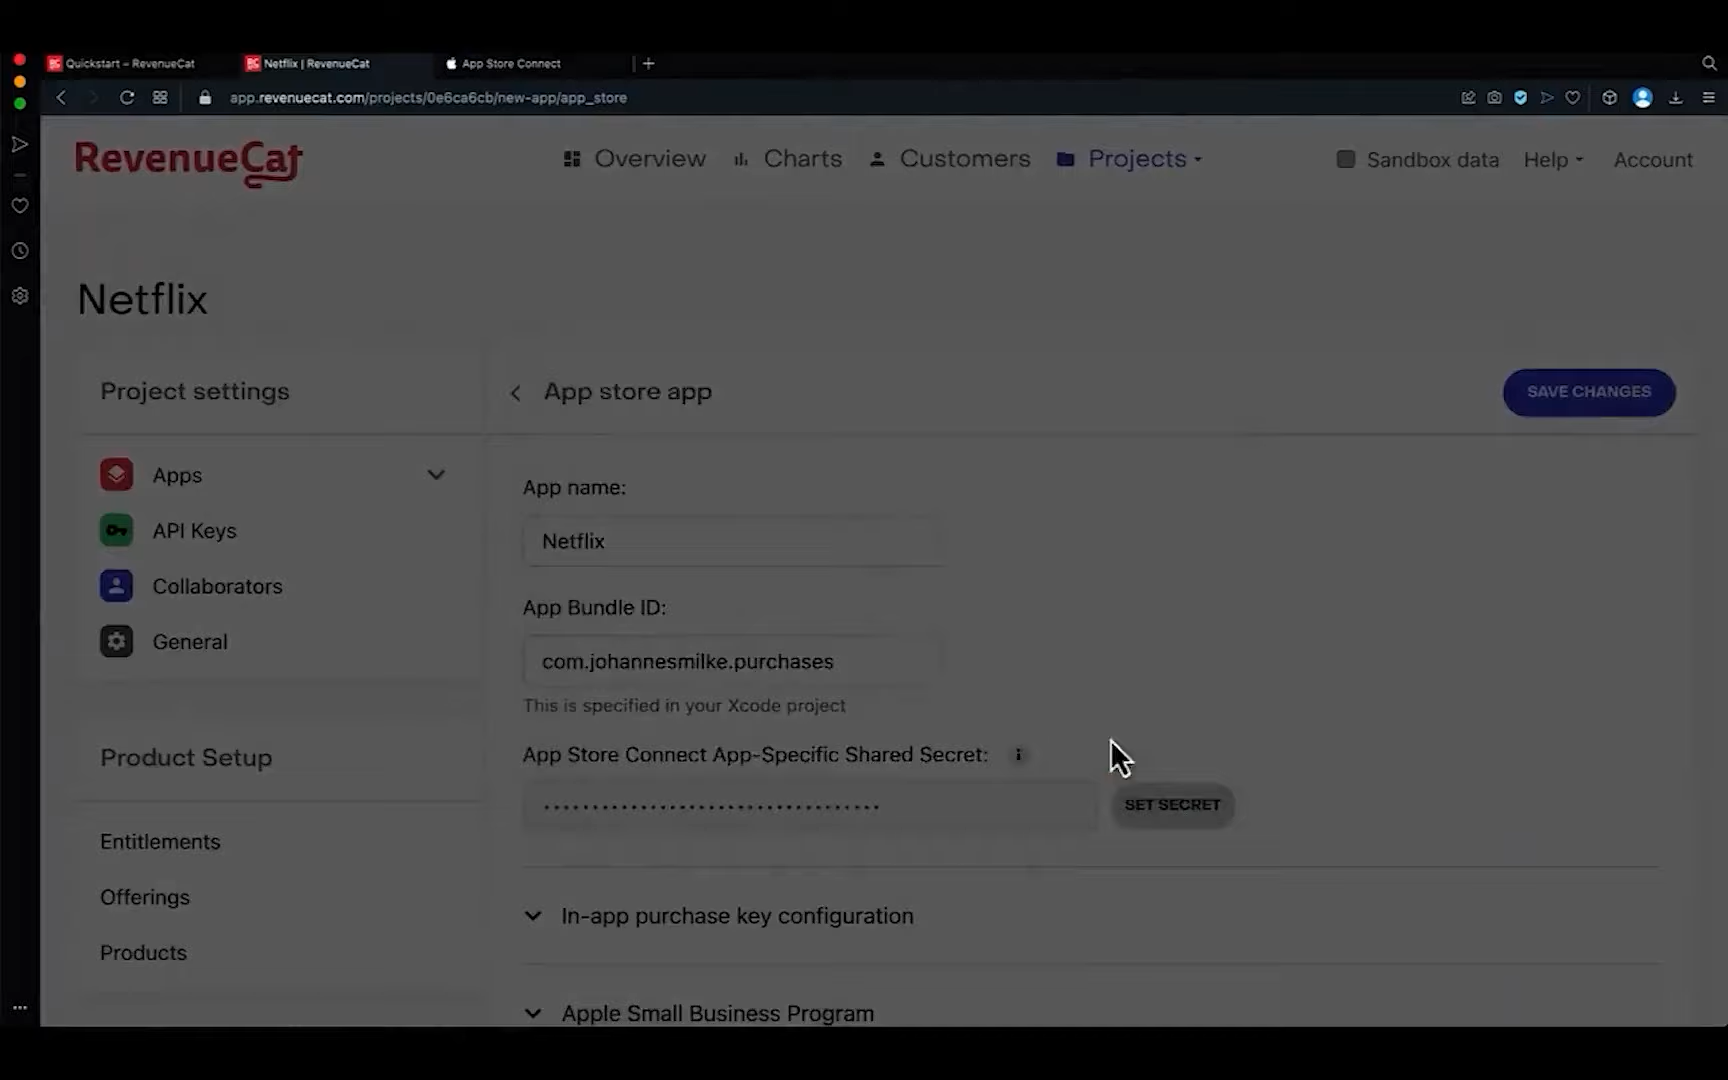 Quickstart – RevenueCat
Netflix | RevenueCat
App Store Connect
app.revenuecat.com/projects/0e6ca6cb/new-app/app_store
RevenueCat
Overview
Charts
Customers
Projects
Sandbox data
Help
Account
Netflix
Project settings
App store app
SAVE CHANGES
Apps
API Keys
Collaborators
General
App name:
Netflix
App Bundle ID:
com.johannesmilke.purchases
This is specified in your Xcode project
App Store Connect App-Specific Shared Secret:
SET SECRET
Product Setup
Entitlements
Offerings
Products
In-app purchase key configuration
Apple Small Business Program